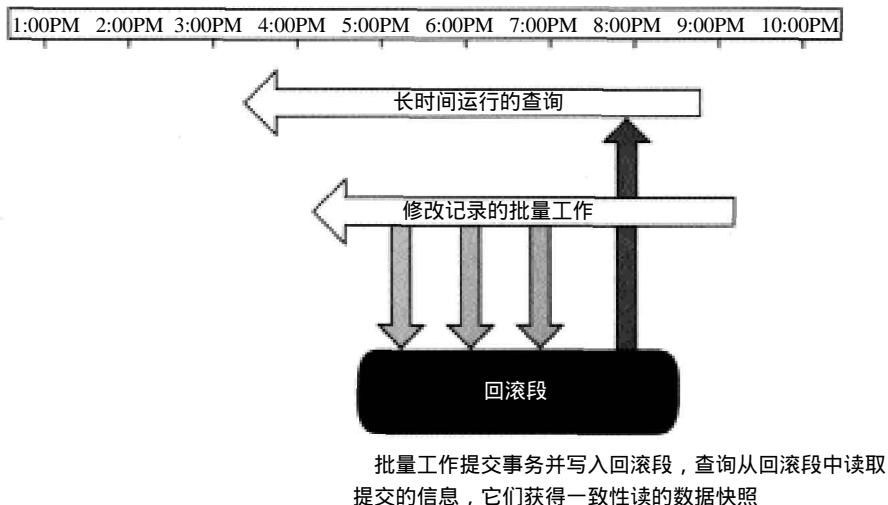 1:00PM 2:00PM 3:00PM 4:00PM 5:00PM 6:00PM 7:00PM 8:00PM 9:00PM 10:00PM
长时间运行的查询
修改记录的批量工作
回滚段
批量工作提交事务并写入回滚段，查询从回滚段中读取
提交的信息，它们获得一致性读的数据快照